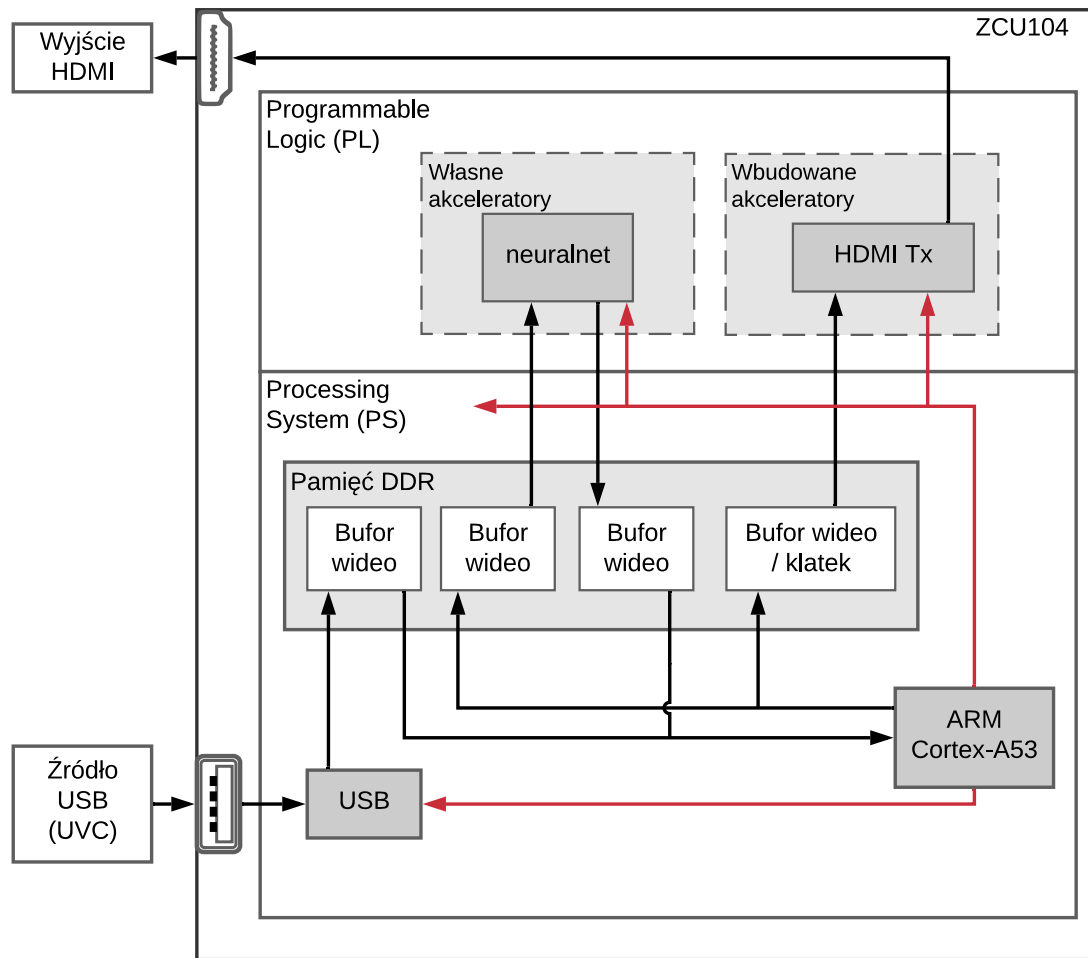 ZCU104
Wyjście
HDMI
Programmable
Logic (PL)
Własne
akceleratory
neuralnet
Wbudowane
akceleratory
HDMI Tx
Processing
System (PS)
Pamięć DDR
Bufor
wideo
Bufor
wideo
Bufor
wideo
Bufor wideo
/ klatek
ARM
Cortex-A53
Źródło
USB
(UVC)
USB